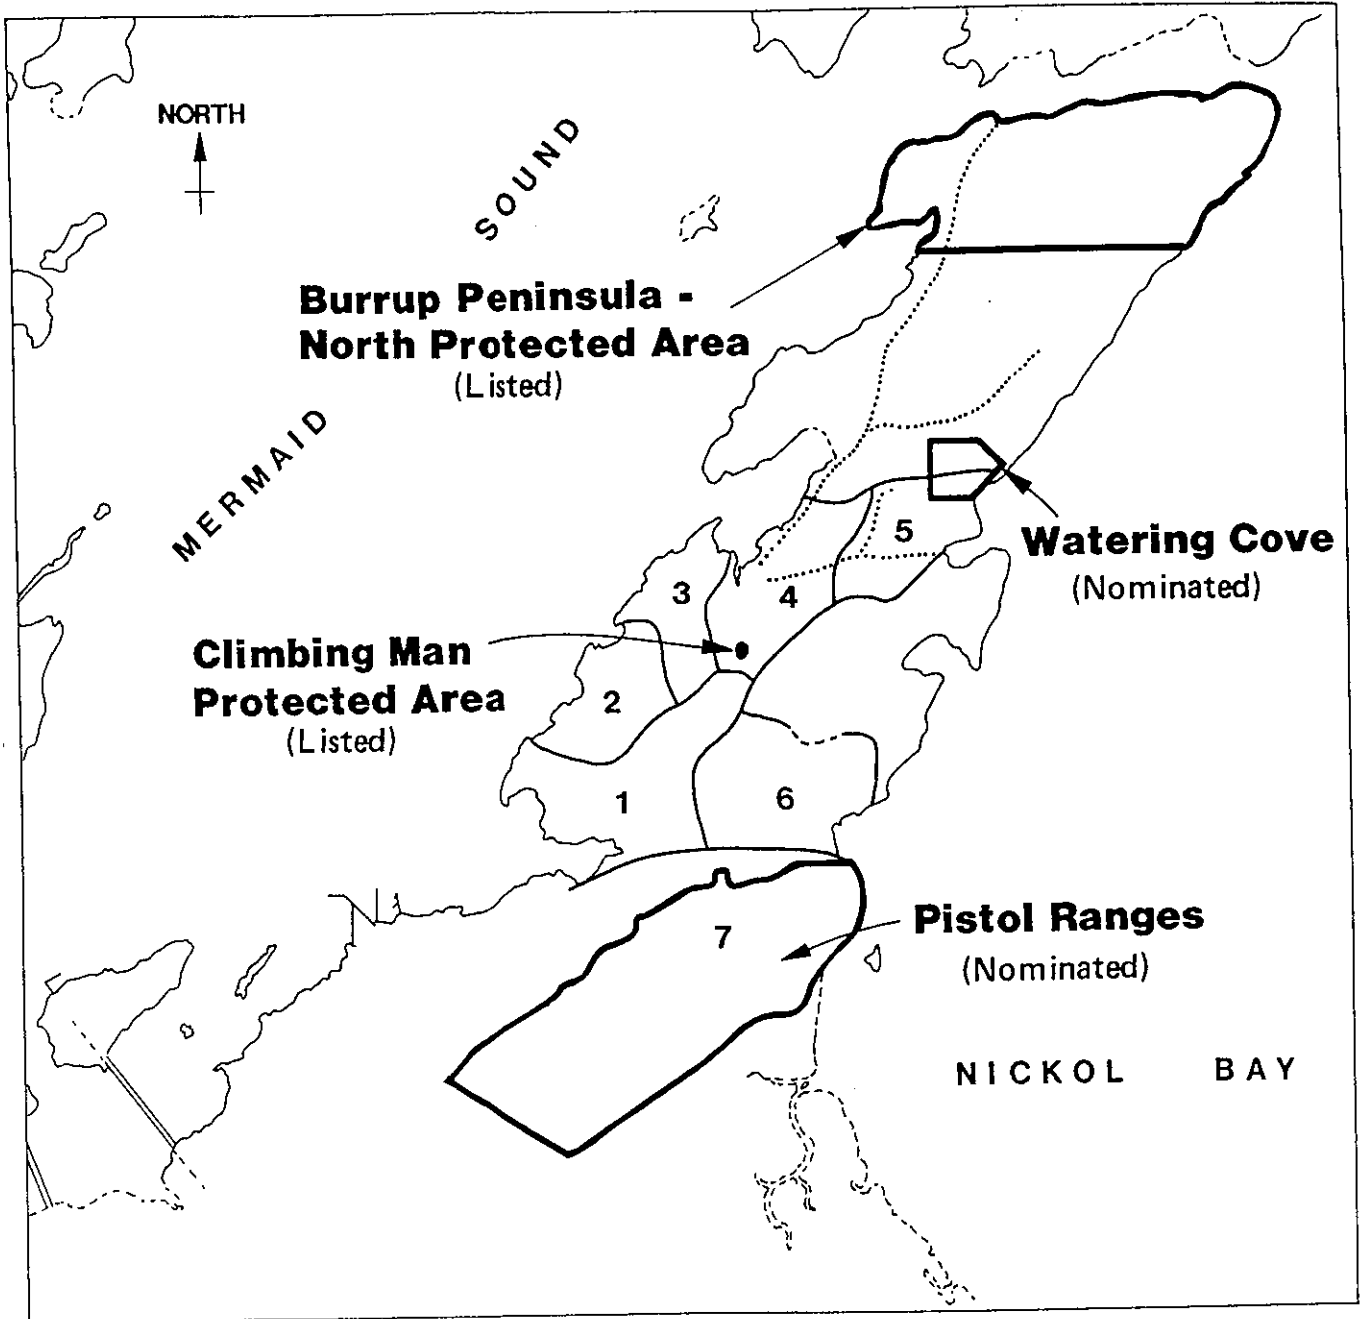 NORTH
SOUND
Burrup Peninsula -
North Protected Area
(Listed)
MERMAID
5
Watering Cove
(Nominated)
3
4
Climbing Man
Protected Area
(Listed)
2
1
6
7
Pistol Ranges
(Nominated)
NICKOL BAY